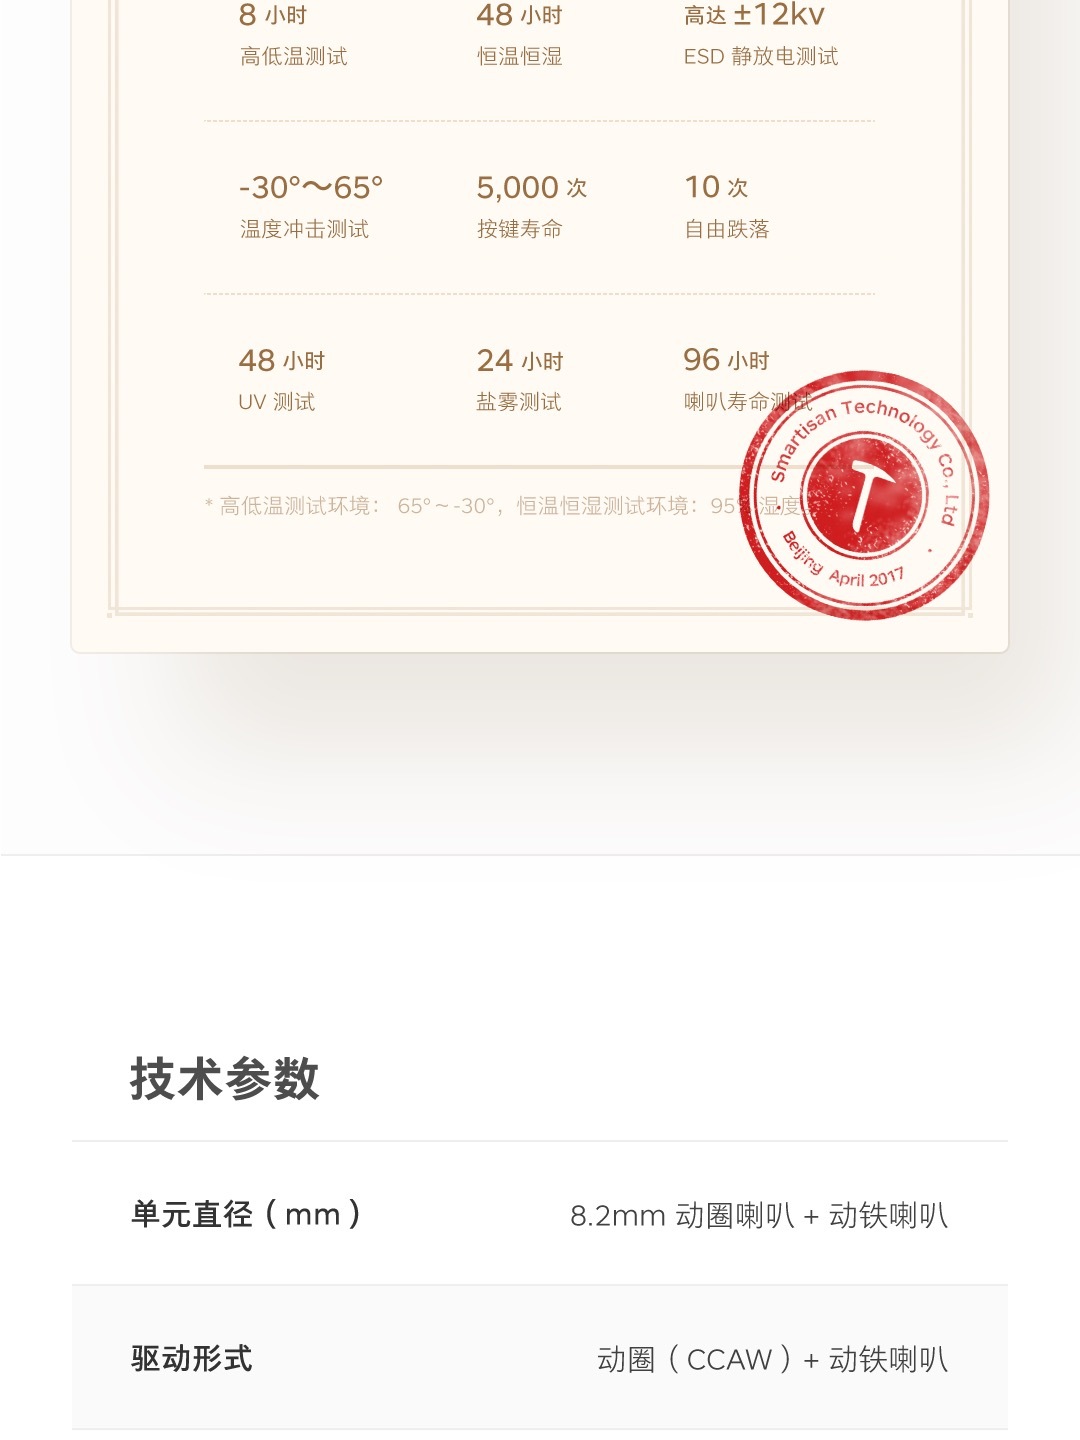 8 小时 48 小时 高达 ±12kv
高低温测试 恒温恒湿 ESD 静放电测试
-30°～65° 5,000 次 10 次
温度冲击测试 按键寿命 自由跌落
48 小时 24 小时 96 小时
UV 测试 盐雾测试 喇叭寿命测试
* 高低温测试环境： 65°～-30°，恒温恒湿测试环境：95% 湿度
Smartisan Technology Co., Ltd
Beijing April 2017
技术参数
单元直径（mm） 8.2mm 动圈喇叭 + 动铁喇叭
驱动形式 动圈（CCAW）+ 动铁喇叭